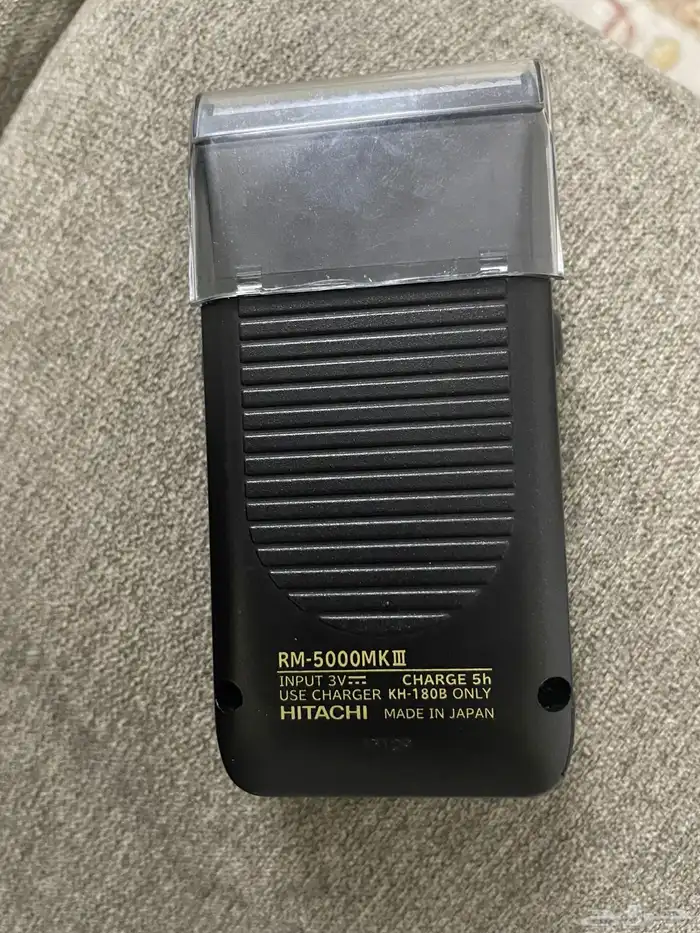 RM-5000MKⅢ
INPUT 3V⎓ CHARGE 5h
USE CHARGER KH-180B ONLY
HITACHI MADE IN JAPAN